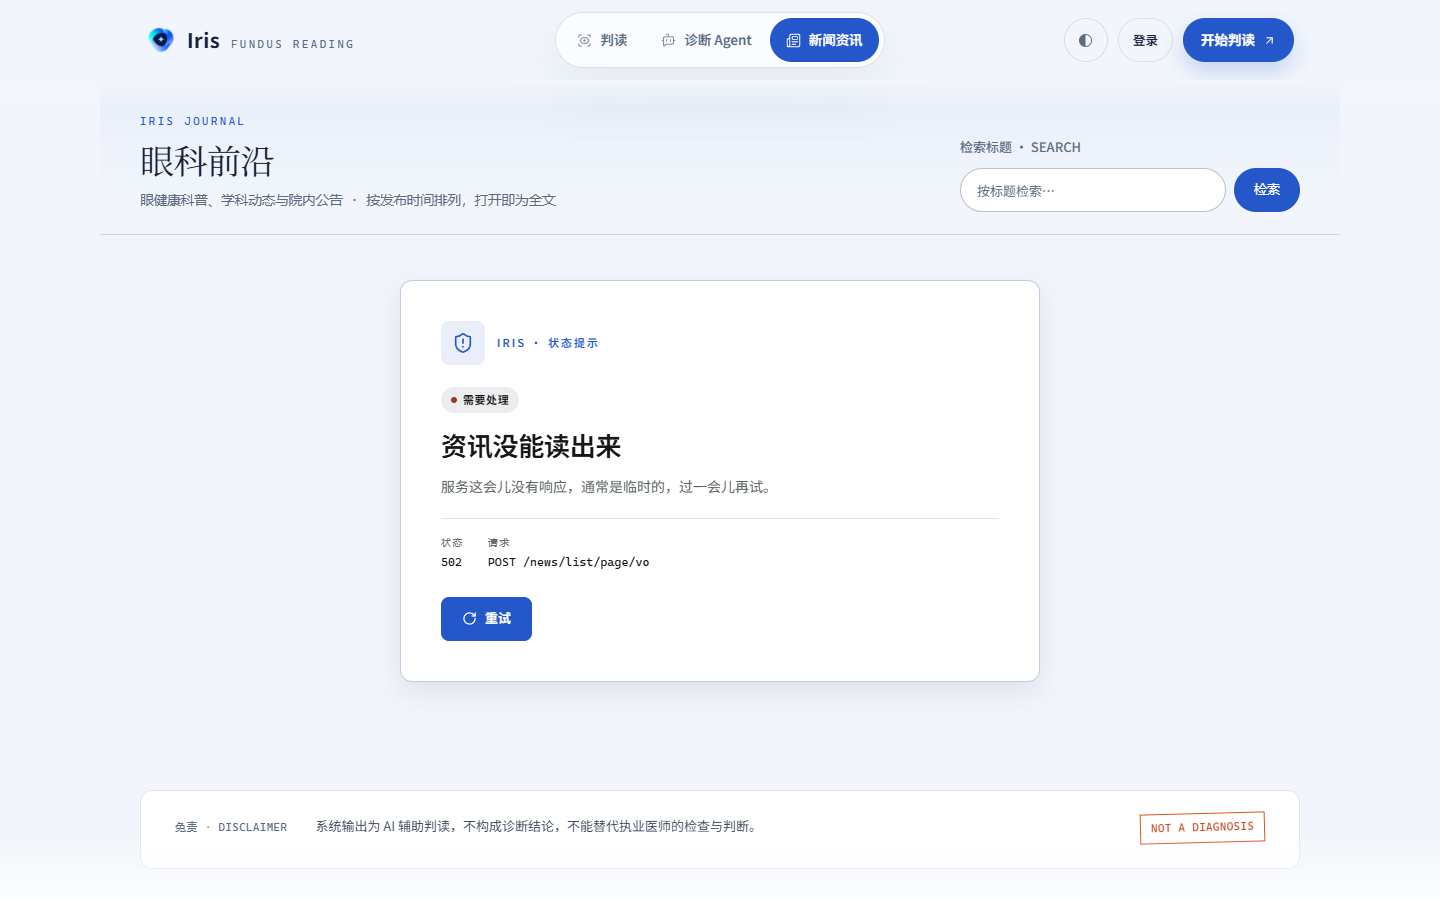 Iris FUNDUS READING
判读
诊断 Agent
新闻资讯
登录
开始判读
IRIS JOURNAL
眼科前沿
眼健康科普、学科动态与院内公告 · 按发布时间排列，打开即为全文
检索标题 • SEARCH
按标题检索…
检索
IRIS • 状态提示
需要处理
资讯没能读出来
服务这会儿没有响应，通常是临时的，过一会儿再试。
状态 请求
502 POST /news/list/page/vo
重试
免责 · DISCLAIMER
系统输出为 AI 辅助判读，不构成诊断结论，不能替代执业医师的检查与判断。
NOT A DIAGNOSIS